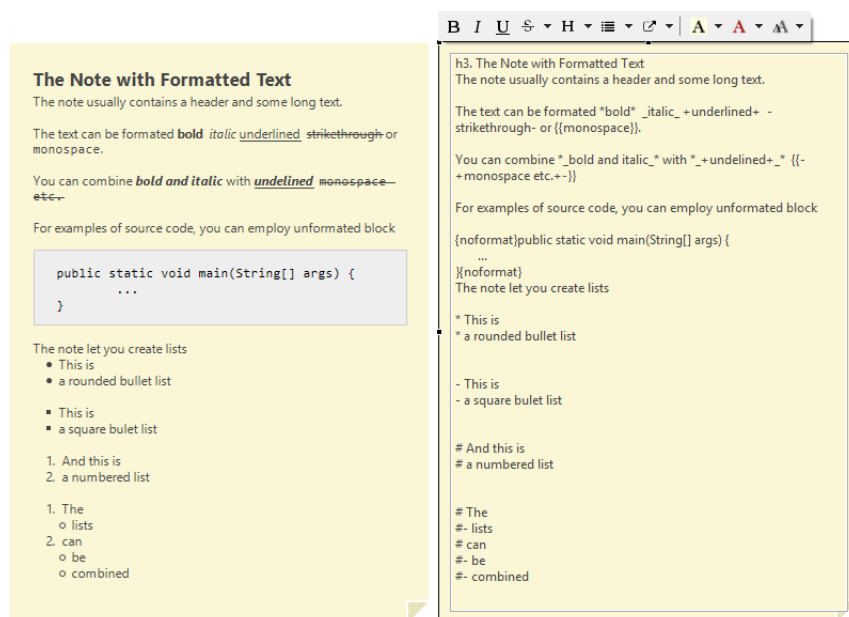 The Note with Formatted Text
The note usually contains a header and some long text.
The text can be formated bold italic underlined strikethrough or
monospace.
You can combine bold and italic with undelined monospace
etc.
For examples of source code, you can employ unformated block
public static void main(String[] args) {
...
}
The note let you create lists
• This is
• a rounded bullet list
▪ This is
▪ a square bulet list
1. And this is
2. a numbered list
1. The
o lists
2. can
o be
o combined
B I U S H A A AA
h3. The Note with Formatted Text
The note usually contains a header and some long text.
The text can be formated *bold* _italic_ +underlined+ -
strikethrough- or {{monospace}}.
You can combine *_bold and italic_* with *_+undelined+_* {{-
+monospace etc.+-}}
For examples of source code, you can employ unformated block
{noformat}public static void main(String[] args) {
...
}{noformat}
The note let you create lists
* This is
* a rounded bullet list
- This is
- a square bulet list
# And this is
# a numbered list
# The
#- lists
# can
#- be
#- combined